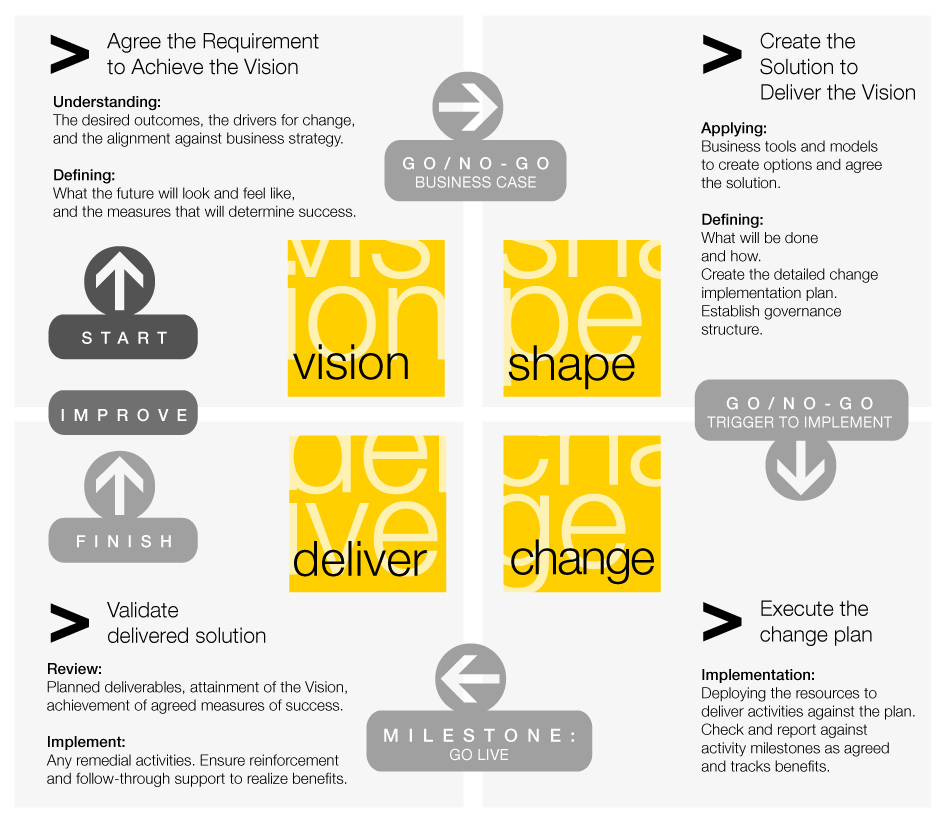 > Agree the Requirement
to Achieve the Vision
Understanding:
The desired outcomes, the drivers for change,
and the alignment against business strategy.
Defining:
What the future will look and feel like,
and the measures that will determine success.
START
vision
vision
GO/NO-GO
BUSINESS CASE
> Create the
Solution to
Deliver the Vision
Applying:
Business tools and models
to create options and agree
the solution.
Defining:
What will be done
and how.
Create the detailed change
implementation plan.
Establish governance
structure.
shape
shape
GO/NO-GO
TRIGGER TO IMPLEMENT
change
change
> Execute the
change plan
Implementation:
Deploying the resources to
deliver activities against the plan.
Check and report against
activity milestones as agreed
and tracks benefits.
MILESTONE:
GO LIVE
deliver
deliver
> Validate
delivered solution
Review:
Planned deliverables, attainment of the Vision,
achievement of agreed measures of success.
Implement:
Any remedial activities. Ensure reinforcement
and follow-through support to realize benefits.
FINISH
IMPROVE